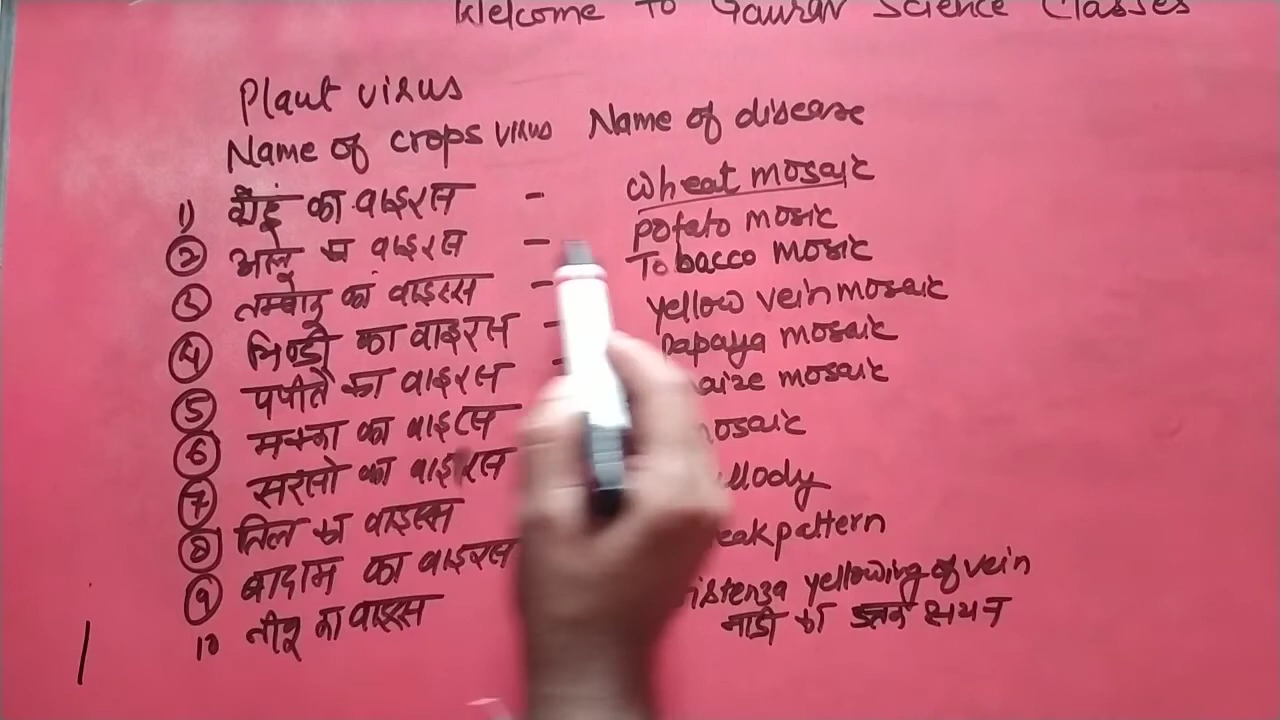 Welcome To Gaurav Science Classes
Plant virus
Name of crops virus Name of disease
1) गेहूं का वाइरस - wheat mosaic
2 आलू का वाइरस - potato mosic
3 तम्बाकू का वाइरस - Tobacco mosic
4 भिण्डी का वाइरस - yellow vein mosaic
5 पपीते का वाइरस - papaya mosaic
6 मक्का का वाइरस aize mosaic
7 सरसो का वाइरस mosaic
8 तिल का वाइरस llody
9 बादाम का वाइरस eak pattern
10 नीबू का वाइरस yellowing of vein
नाडी का